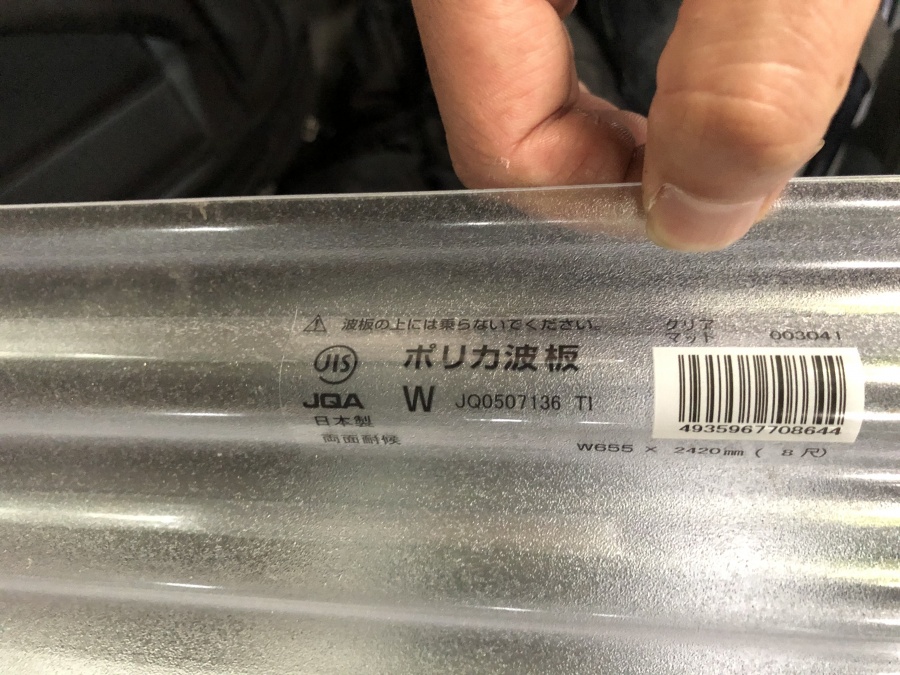 ⚠ 波板の上には乗らないでください。
JIS
ポリカ波板
JQA
W JQ0507136 TI
日本製
両面耐候
クリア
マット
003041
4935967708644
W655 × 2420mm ( 8尺)